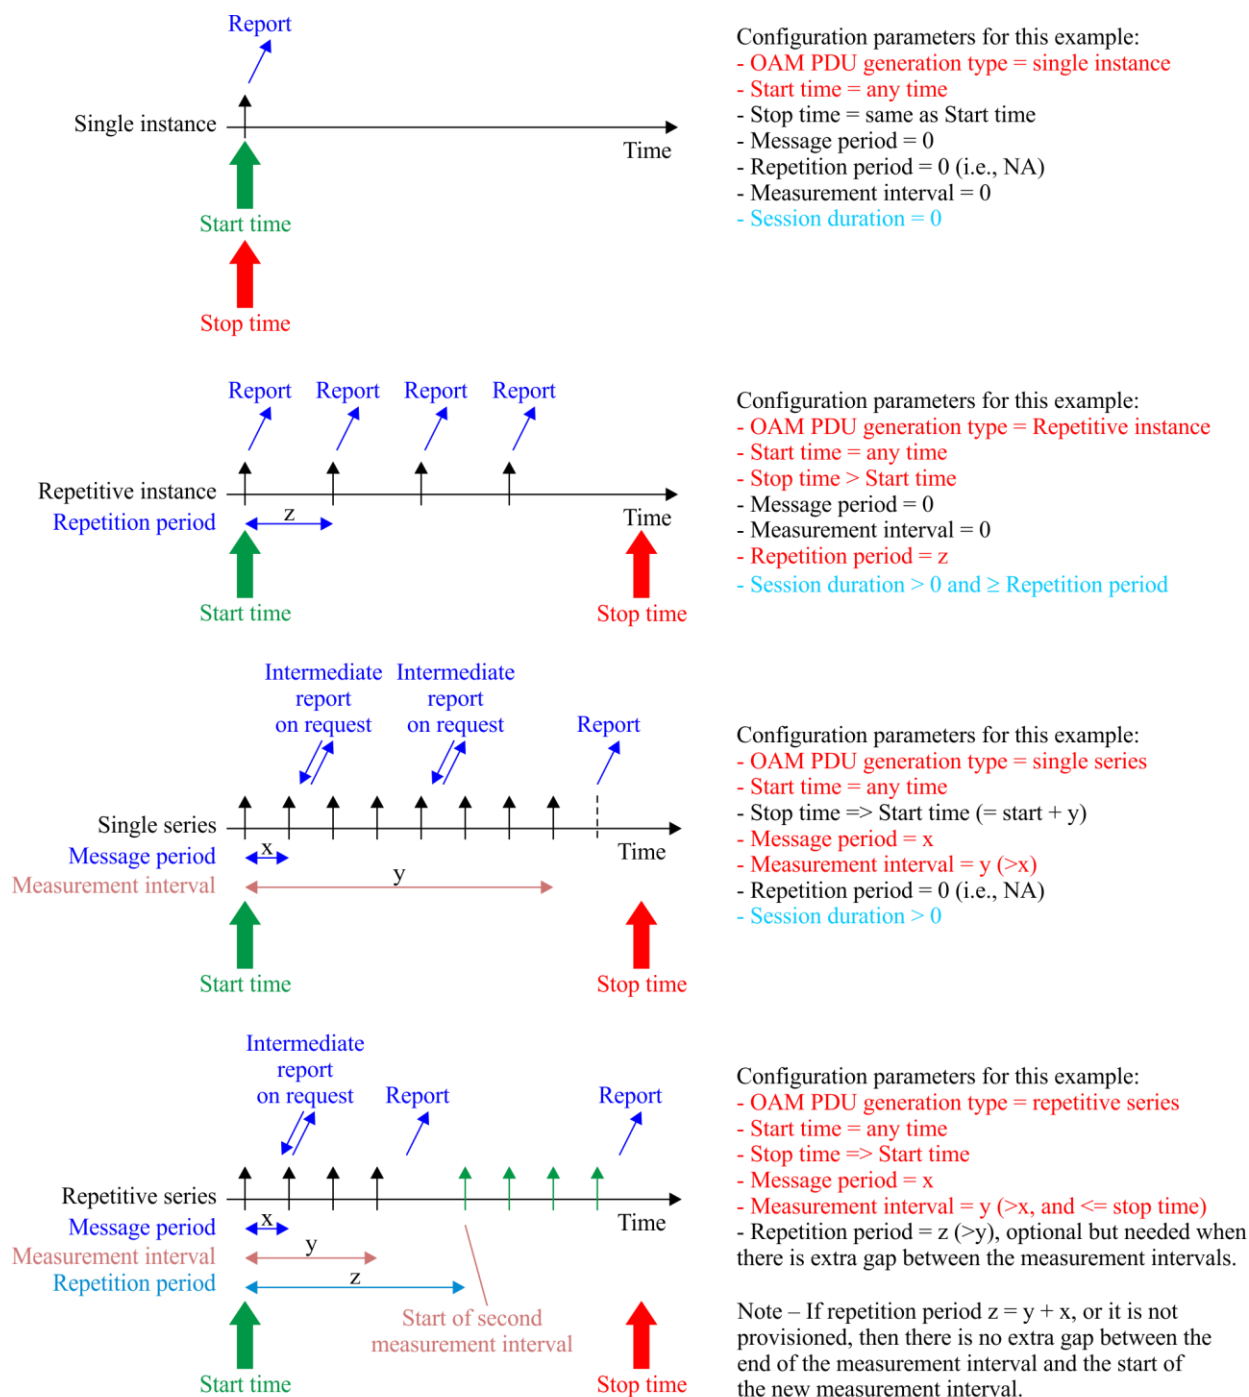 Report
Single instance
Time
Start time
Stop time
Configuration parameters for this example:
- OAM PDU generation type = single instance
- Start time = any time
- Stop time = same as Start time
- Message period = 0
- Repetition period = 0 (i.e., NA)
- Measurement interval = 0
- Session duration = 0
Report Report Report Report
Repetitive instance
Repetition period
z
Time
Start time
Stop time
Configuration parameters for this example:
- OAM PDU generation type = Repetitive instance
- Start time = any time
- Stop time > Start time
- Message period = 0
- Measurement interval = 0
- Repetition period = z
- Session duration > 0 and ≥ Repetition period
Intermediate
report
on request
Intermediate
report
on request
Report
Single series
Message period
x
Time
Measurement interval
y
Start time
Stop time
Configuration parameters for this example:
- OAM PDU generation type = single series
- Start time = any time
- Stop time => Start time (= start + y)
- Message period = x
- Measurement interval = y (>x)
- Repetition period = 0 (i.e., NA)
- Session duration > 0
Intermediate
report
on request
Report
Report
Repetitive series
Message period
x
Time
Measurement interval
y
Repetition period
z
Start of second
measurement interval
Start time
Stop time
Configuration parameters for this example:
- OAM PDU generation type = repetitive series
- Start time = any time
- Stop time => Start time
- Message period = x
- Measurement interval = y (>x, and <= stop time)
- Repetition period = z (>y), optional but needed when
there is extra gap between the measurement intervals.
Note – If repetition period z = y + x, or it is not
provisioned, then there is no extra gap between the
end of the measurement interval and the start of
the new measurement interval.